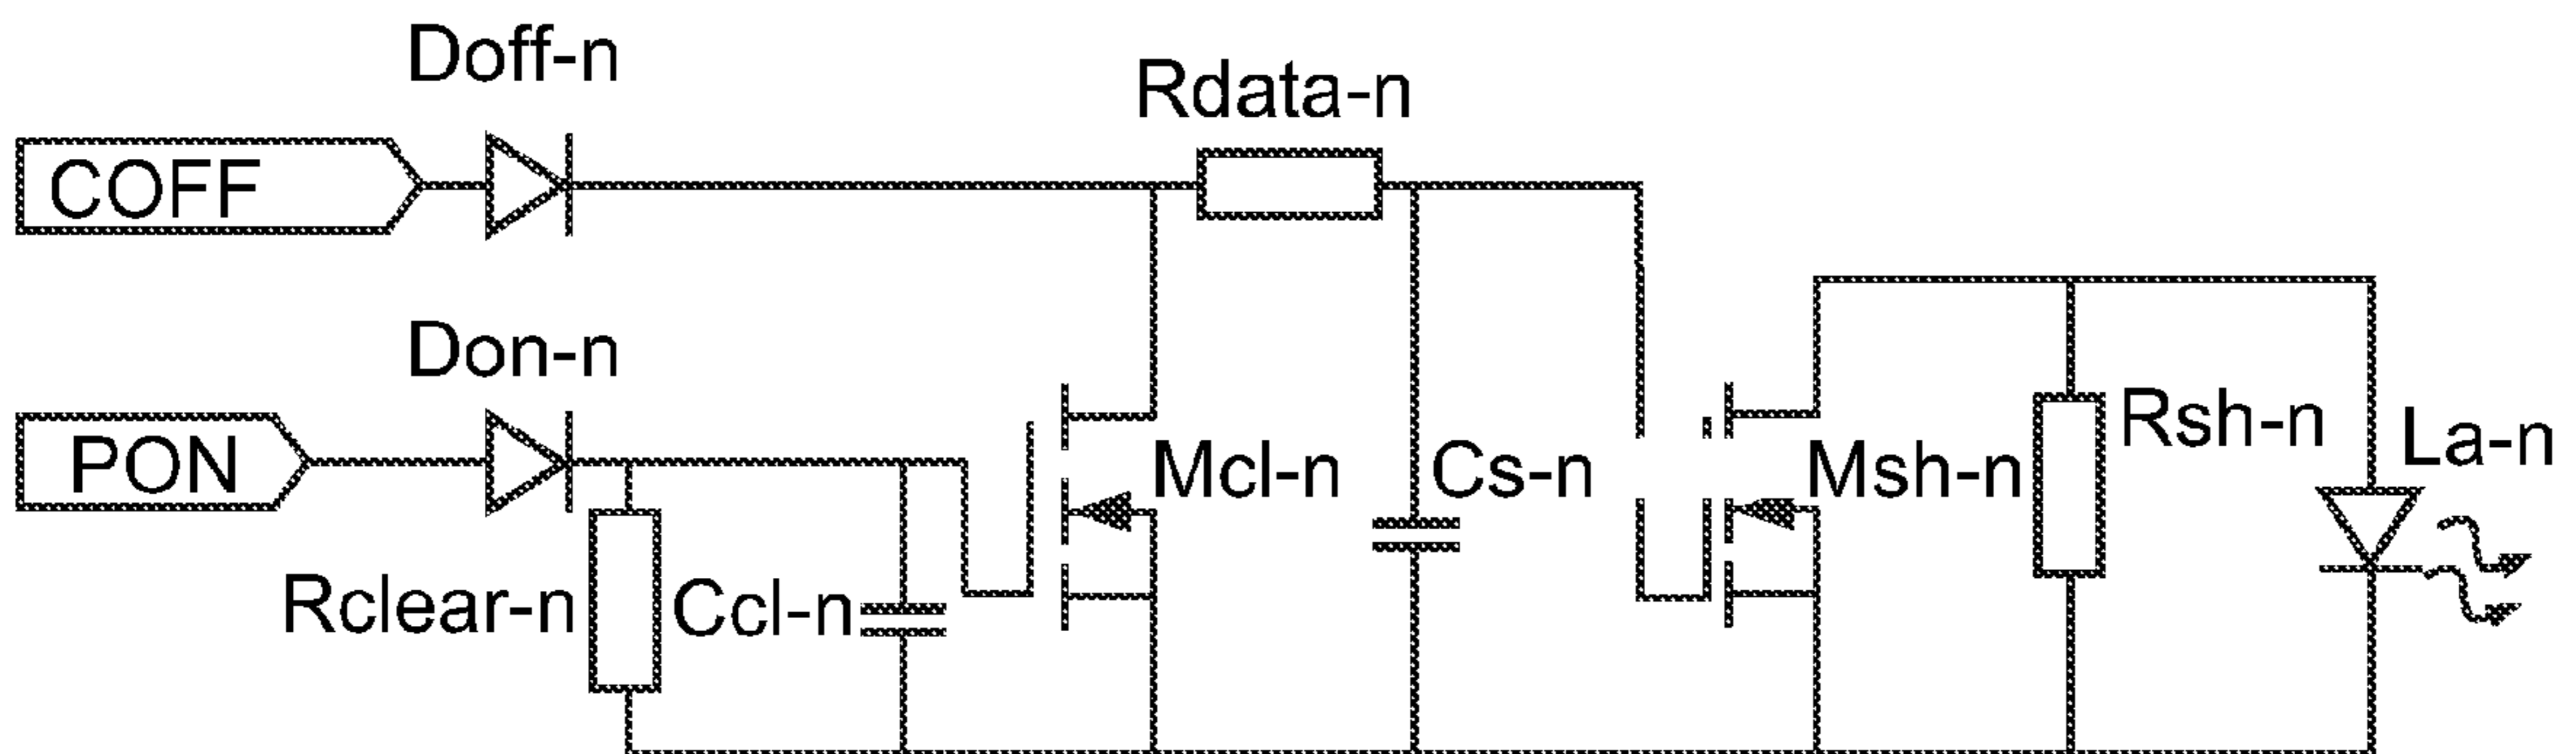 Doff-n
Rdata-n
COFF
Don-n
PON
Mcl-n
Cs-n
Msh-n
Rsh-n
La-n
Rclear-n
Ccl-n